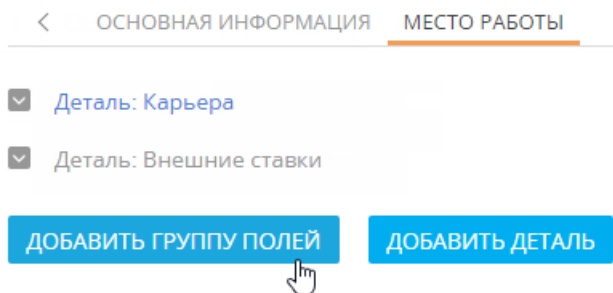 ОСНОВНАЯ ИНФОРМАЦИЯ МЕСТО РАБОТЫ
Деталь: Карьера
Деталь: Внешние ставки
ДОБАВИТЬ ГРУППУ ПОЛЕЙ ДОБАВИТЬ ДЕТАЛЬ